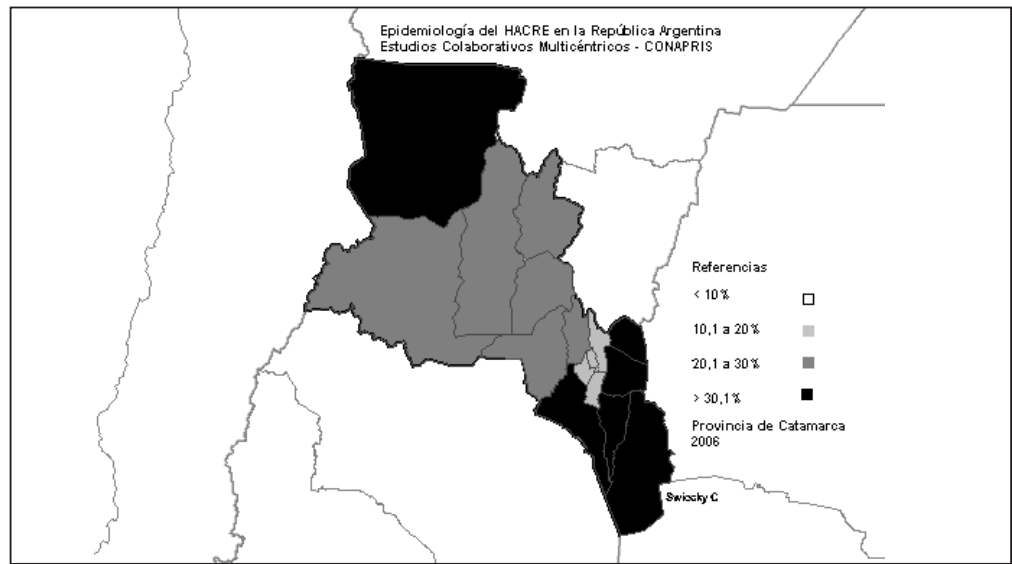 Epidemiología del HACRE en la República Argentina
Estudios Colaborativos Multicéntricos - CONAPRIS
Referencias
< 10%
10,1 a 20%
20,1 a 30%
> 30,1%
Provincia de Catamarca
2006
Swiecky C